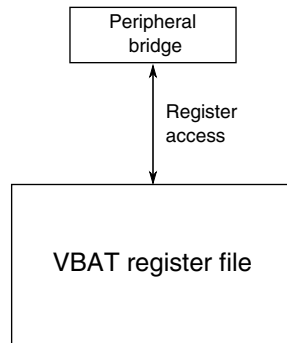 Peripheral
bridge
Register
access
VBAT register file